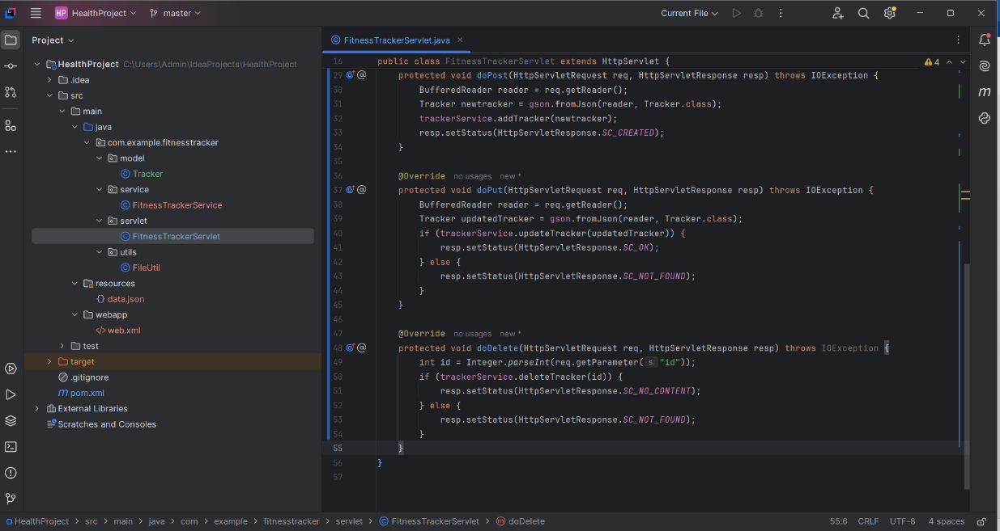 HP HealthProject master Current File
Project
HealthProject C:\Users\Admin\IdeaProjects\HealthProject
.idea
src
main
java
com.example.fitnesstracker
model
Tracker
service
FitnessTrackerService
servlet
FitnessTrackerServlet
utils
FileUtil
resources
data.json
webapp
web.xml
test
target
.gitignore
pom.xml
External Libraries
Scratches and Consoles
FitnessTrackerServlet.java
16 public class FitnessTrackerServlet extends HttpServlet { 4
29 protected void doPost(HttpServletRequest req, HttpServletResponse resp) throws IOException {
30 BufferedReader reader = req.getReader();
31 Tracker newtracker = gson.fromJson(reader, Tracker.class);
32 trackerService.addTracker(newtracker);
33 resp.setStatus(HttpServletResponse.SC_CREATED);
34 }
35
36 @Override no usages new *
37 protected void doPut(HttpServletRequest req, HttpServletResponse resp) throws IOException {
38 BufferedReader reader = req.getReader();
39 Tracker updatedTracker = gson.fromJson(reader, Tracker.class);
40 if (trackerService.updateTracker(updatedTracker)) {
41 resp.setStatus(HttpServletResponse.SC_OK);
42 } else {
43 resp.setStatus(HttpServletResponse.SC_NOT_FOUND);
44 }
45 }
46
47 @Override no usages new *
48 protected void doDelete(HttpServletRequest req, HttpServletResponse resp) throws IOException {
49 int id = Integer.parseInt(req.getParameter( s: "id"));
50 if (trackerService.deleteTracker(id)) {
51 resp.setStatus(HttpServletResponse.SC_NO_CONTENT);
52 } else {
53 resp.setStatus(HttpServletResponse.SC_NOT_FOUND);
54 }
55 }
56 }
57
HealthProject > src > main > java > com > example > fitnesstracker > servlet > FitnessTrackerServlet > doDelete 55:6 CRLF UTF-8 4 spaces